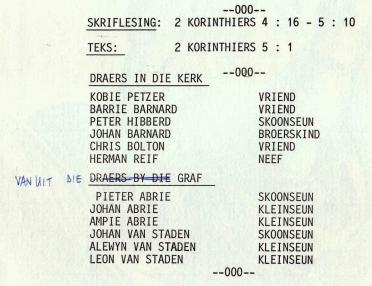 --000--
SKRIFLESING: 2 KORINTHIERS 4 : 16 - 5 : 10
TEKS: 2 KORINTHIERS 5 : 1
--000--
DRAERS IN DIE KERK
KOBIE PETZER VRIEND
BARRIE BARNARD VRIEND
PETER HIBBERD SKOONSEUN
JOHAN BARNARD BROERSKIND
CHRIS BOLTON VRIEND
HERMAN REIF NEEF
VANUIT DIE DRAERS BY DIE GRAF
PIETER ABRIE SKOONSEUN
JOHAN ABRIE KLEINSEUN
AMPIE ABRIE KLEINSEUN
JOHAN VAN STADEN SKOONSEUN
ALEWYN VAN STADEN KLEINSEUN
LEON VAN STADEN KLEINSEUN
--000--